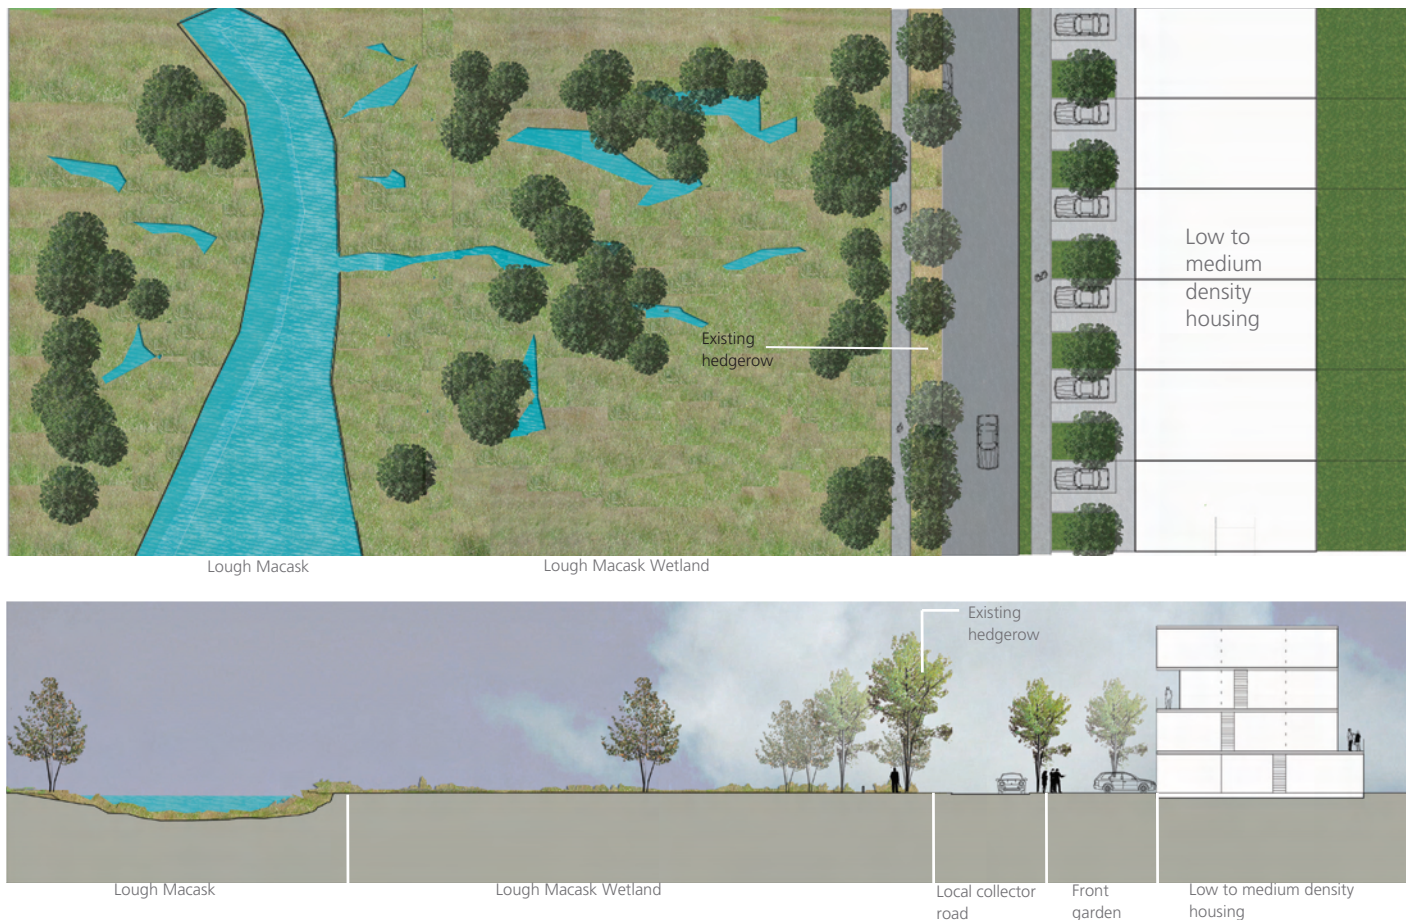 Low to
medium
density
housing
Existing
hedgerow
Lough Macask
Lough Macask Wetland
Existing
hedgerow
Lough Macask
Lough Macask Wetland
Local collector
road
Front
garden
Low to medium density
housing